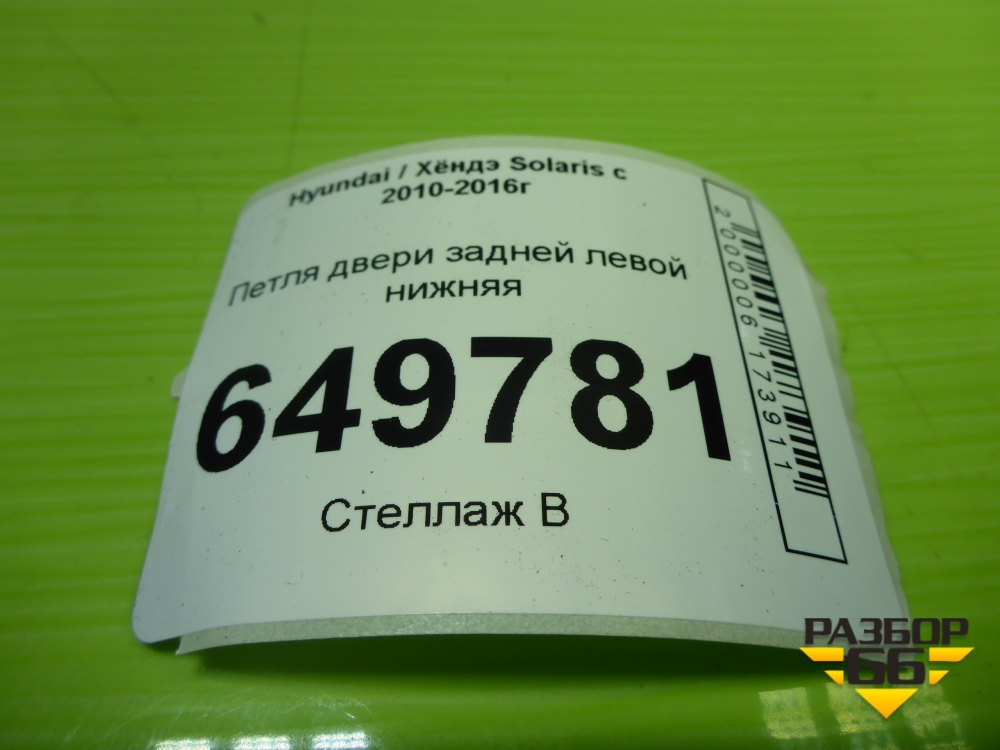 Hyundai / Хёндэ Solaris с
2010-2016г
Петля двери задней левой
нижняя
649781
Стеллаж В
2000006173911
РАЗБОР
66